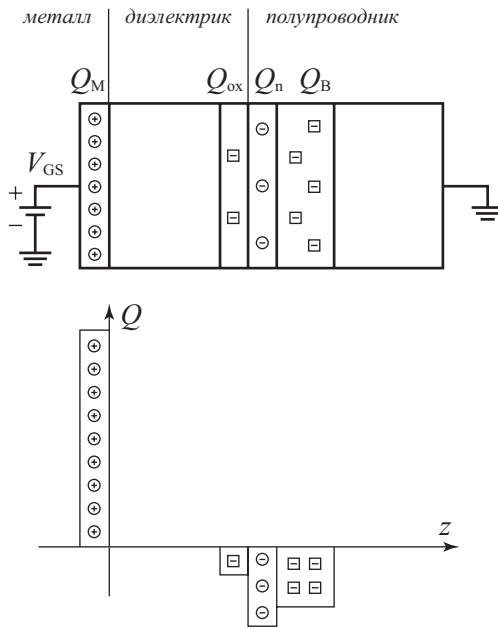 металл диэлектрик полупроводник
Q_M Q_ox Q_n Q_B
V_GS
+
−
Q
z